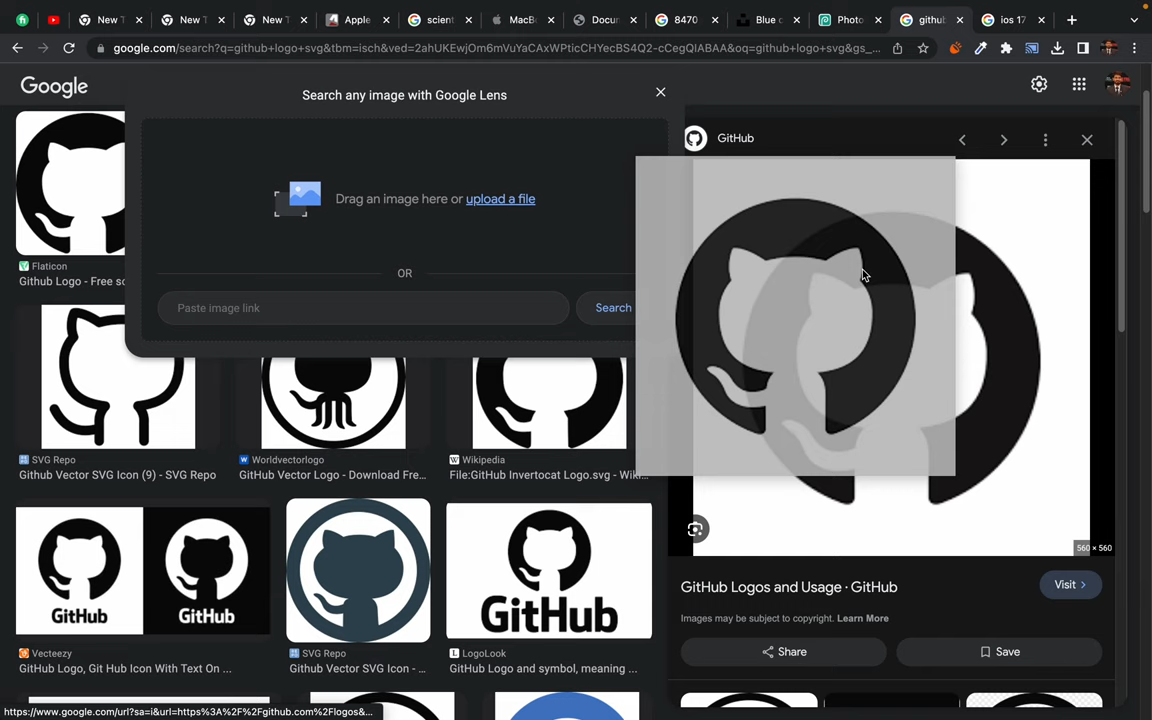 New T
New T
New T
Apple
scient
MacBo
Docun
8470
Blue c
Photo
github
ios 17
google.com/search?q=github+logo+svg&tbm=isch&ved=2ahUKEwjOm6mVuYaCAxWPticCHYecBS4Q2-cCegQIABAA&oq=github+logo+svg&gs_...
Google
Search any image with Google Lens
Drag an image here or upload a file
OR
Paste image link
Search
GitHub
Flaticon
Github Logo - Free sc
SVG Repo
Github Vector SVG Icon (9) - SVG Repo
Worldvectorlogo
GitHub Vector Logo - Download Fre...
Wikipedia
File:GitHub Invertocat Logo.svg - Wiki...
560 × 560
GitHub Logos and Usage · GitHub
Visit
Images may be subject to copyright. Learn More
Share
Save
GitHub
GitHub
GitHub
Vecteezy
GitHub Logo, Git Hub Icon With Text On ...
SVG Repo
Github Vector SVG Icon - ...
LogoLook
GitHub Logo and symbol, meaning ...
https://www.google.com/url?sa=i&url=https%3A%2F%2Fgithub.com%2Flogos&...